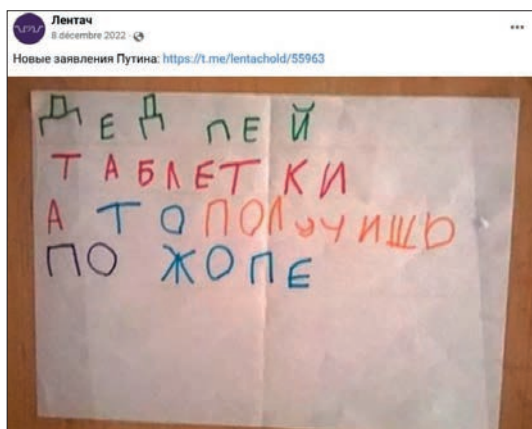 Лентач
8 décembre 2022 ·
Новые заявления Путина: https://t.me/lentachold/55963
ДЕД ПЕЙ
ТАБЛЕТКИ
А ТО ПОЛУЧИШЬ
ПО ЖОПЕ